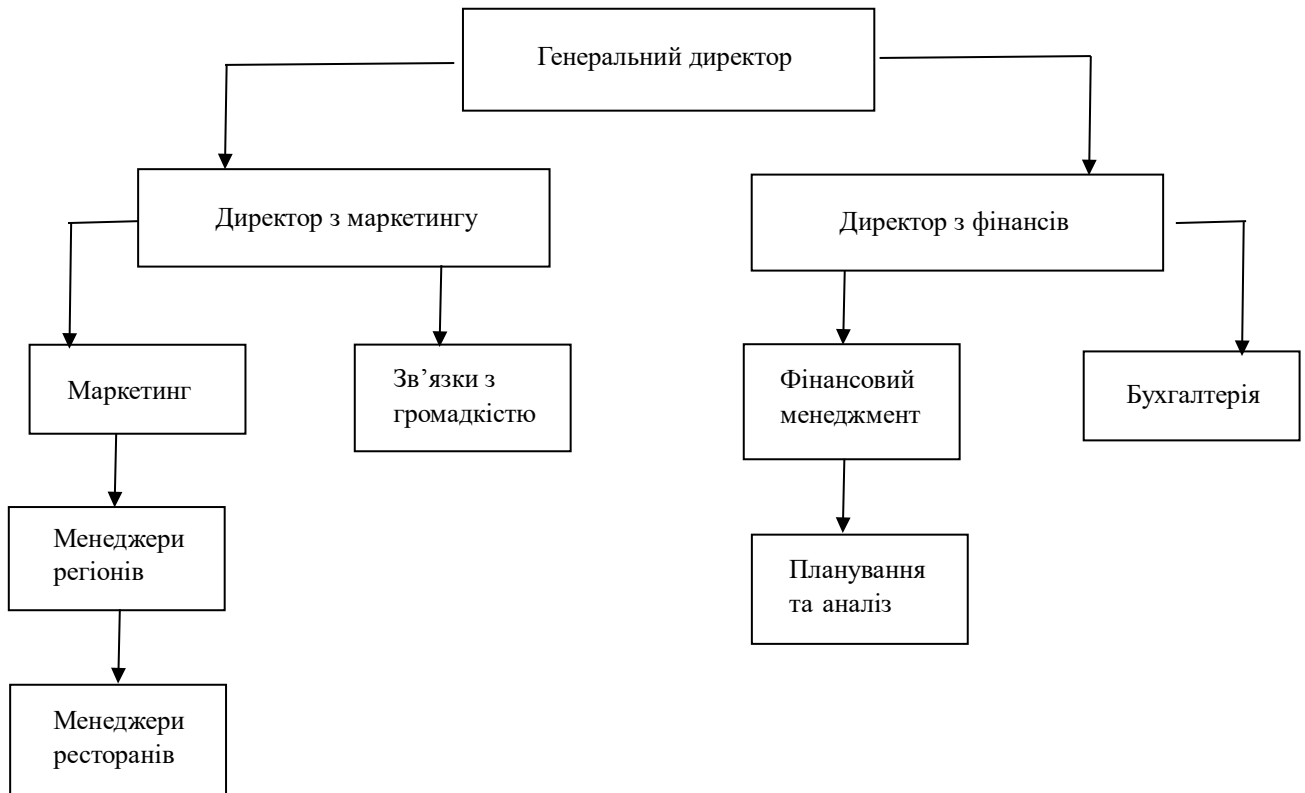 Генеральний директор
Директор з маркетингу
Директор з фінансів
Маркетинг
Зв’язки з
громадкістю
Фінансовий
менеджмент
Бухгалтерія
Менеджери
регіонів
Планування
та аналіз
Менеджери
ресторанів